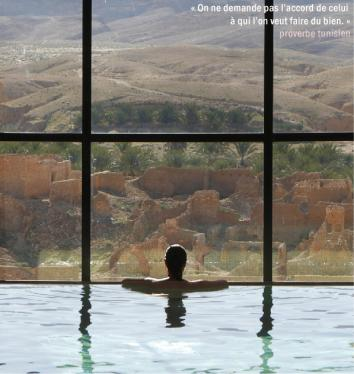 « On ne demande pas l'accord de celui
à qui l'on veut faire du bien. «
proverbe tunisien